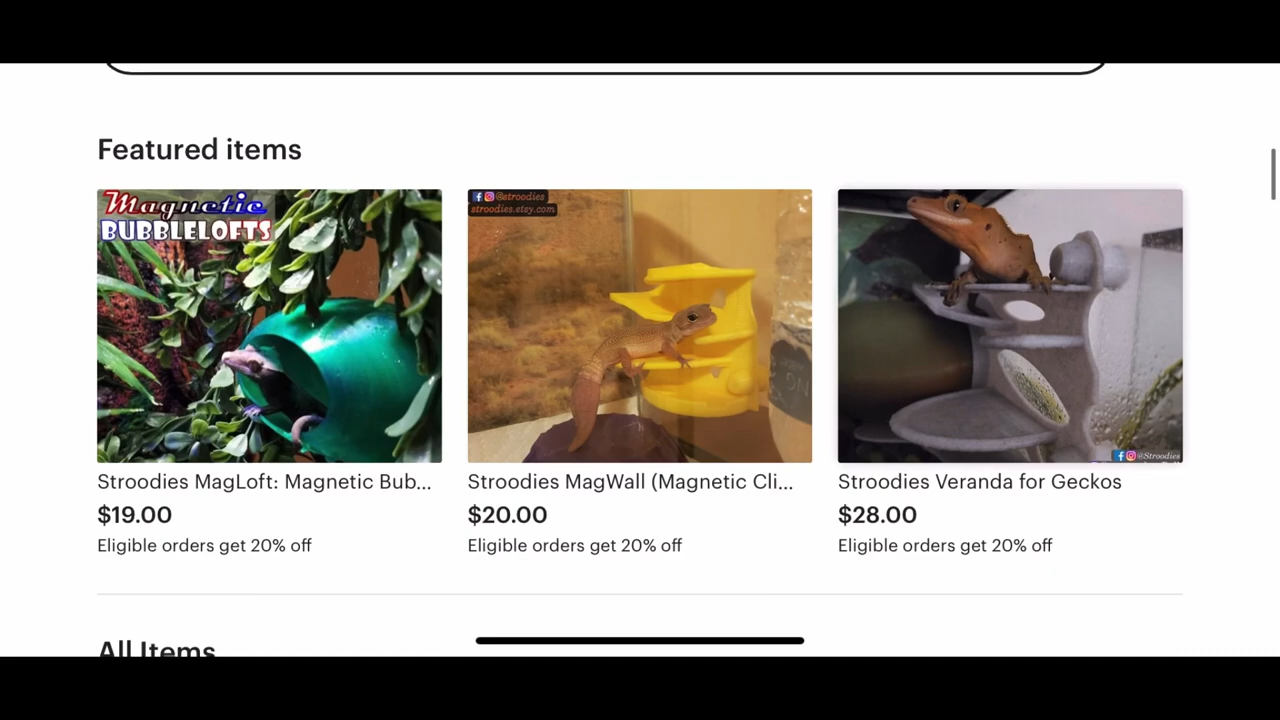 Featured items
Magnetic
BUBBLELOFTS
@stroodies
stroodies.etsy.com
@Stroodies
Stroodies MagLoft: Magnetic Bub...
Stroodies MagWall (Magnetic Cli...
Stroodies Veranda for Geckos
$19.00
$20.00
$28.00
Eligible orders get 20% off
Eligible orders get 20% off
Eligible orders get 20% off
All Items